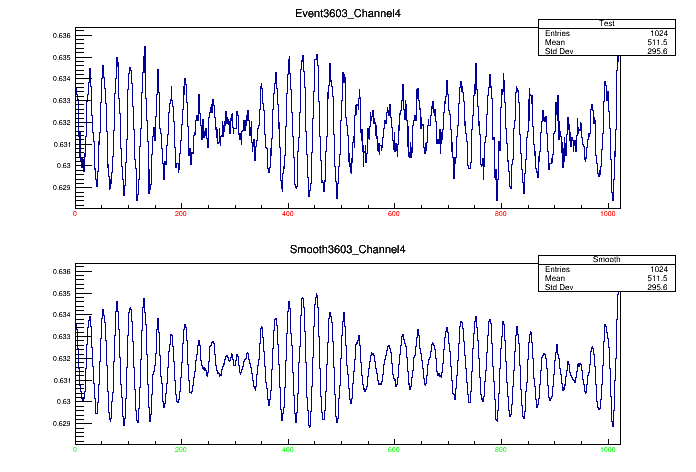 Event3603_Channel4
Test
Entries 1024
Mean 511.5
Std Dev 295.6
0.636
0.635
0.634
0.633
0.632
0.631
0.63
0.629
0 200 400 600 800 1000
Smooth3603_Channel4
Smooth
Entries 1024
Mean 511.5
Std Dev 295.6
0.636
0.635
0.634
0.633
0.632
0.631
0.63
0.629
0 200 400 600 800 1000